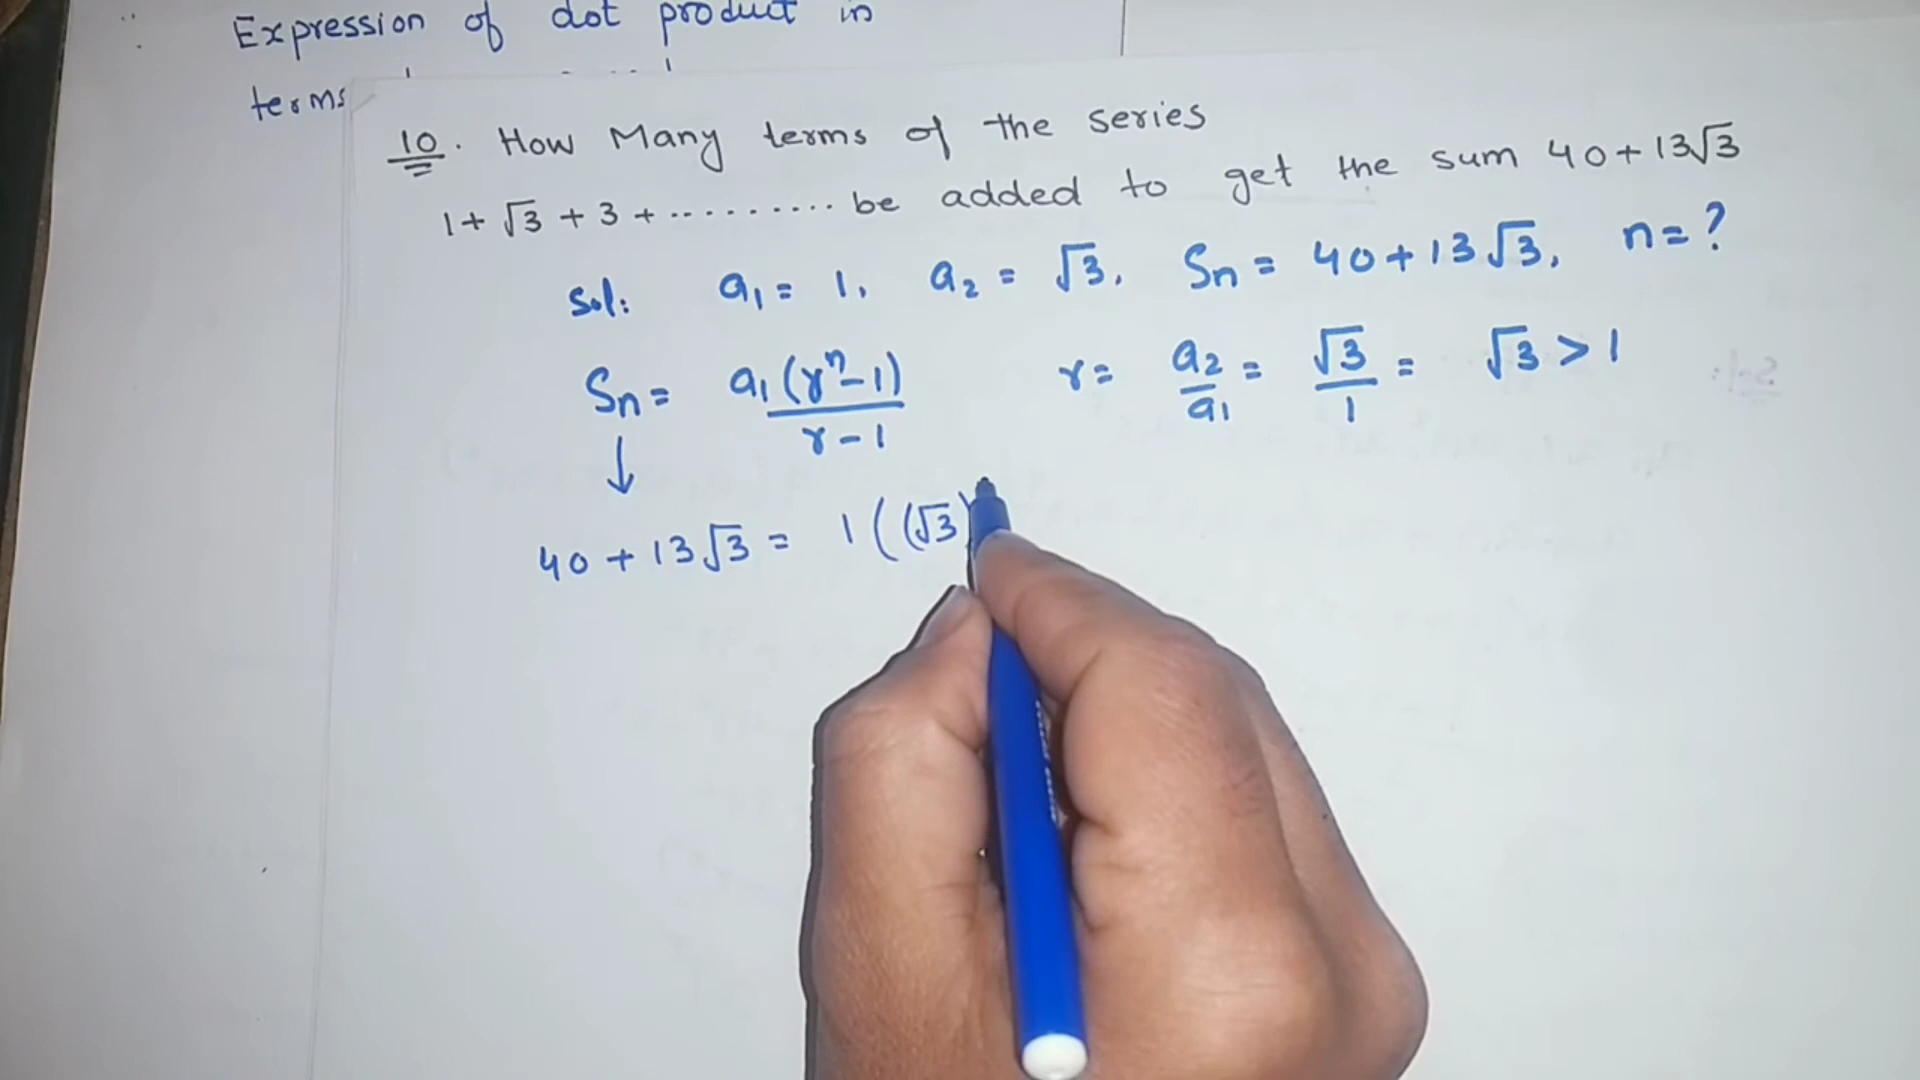 Expression of dot product in
terms
10. How Many terms of the series
1 + √3 + 3 + .......... be added to get the sum 40 + 13√3
Sol: a₁ = 1, a₂ = √3, Sₙ = 40 + 13√3, n = ?
Sₙ = a₁(rⁿ - 1) / r - 1 r = a₂ / a₁ = √3 / 1 = √3 > 1
↓
40 + 13√3 = 1 ((√3)